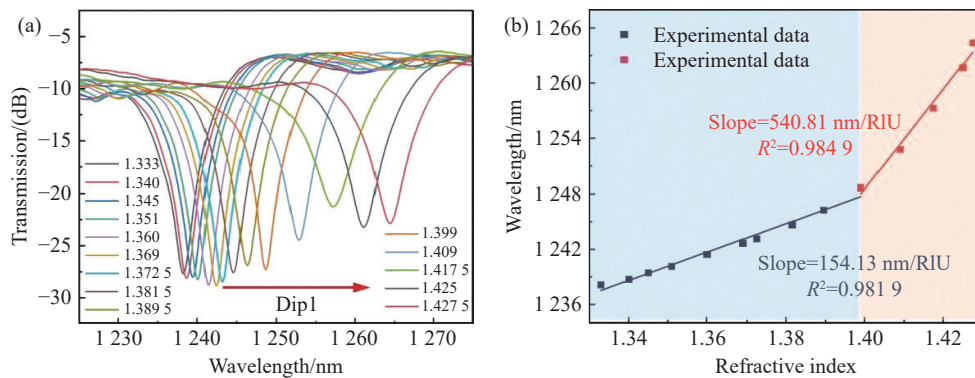 (a)
−5
−10
−15
−20
−25
−30
Transmission/(dB)
1.333
1.340
1.345
1.351
1.360
1.369
1.372 5
1.381 5
1.389 5
1.399
1.409
1.417 5
1.425
1.427 5
Dip1
1 230 1 240 1 250 1 260 1 270
Wavelength/nm
(b)
1 266
1 260
1 254
1 248
1 242
1 236
Wavelength/nm
Experimental data
Experimental data
Slope=540.81 nm/RIU
R²=0.984 9
Slope=154.13 nm/RIU
R²=0.981 9
1.34 1.36 1.38 1.40 1.42
Refractive index